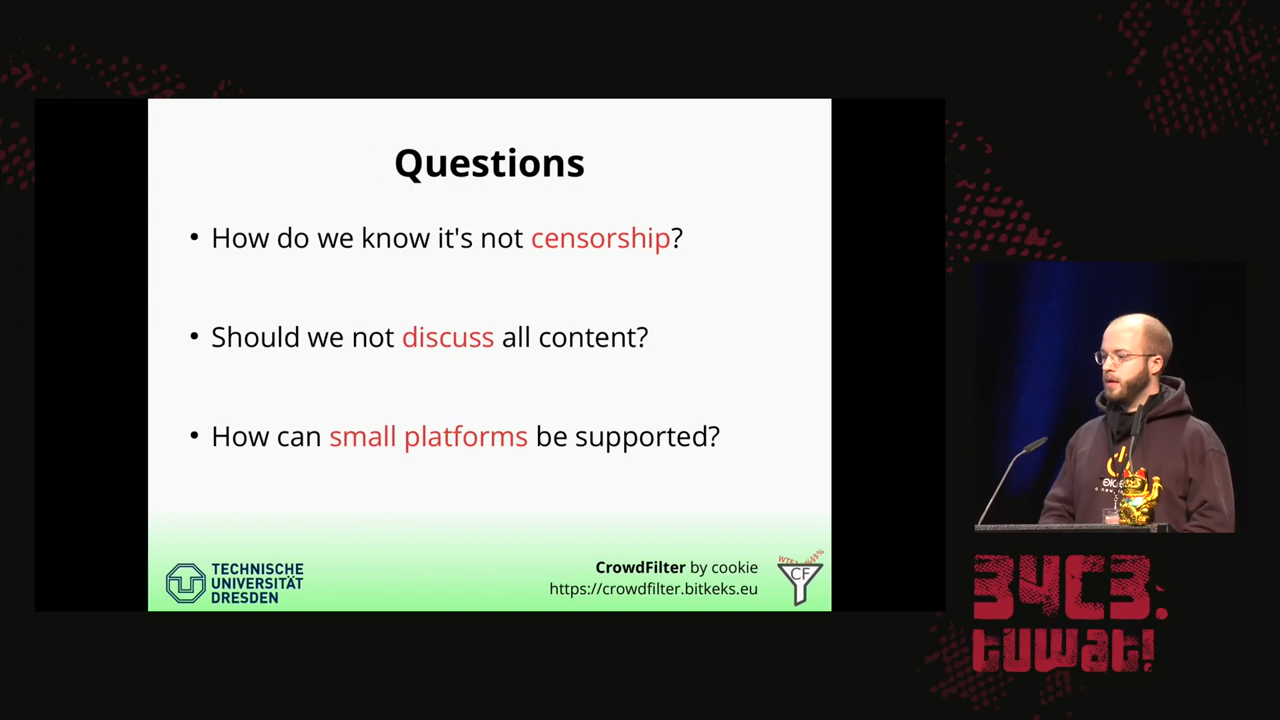 Questions
• How do we know it's not censorship?
• Should we not discuss all content?
• How can small platforms be supported?
TECHNISCHE
UNIVERSITÄT
DRESDEN
CrowdFilter by cookie
https://crowdfilter.bitkeks.eu
CF
34C3.
tuwat!